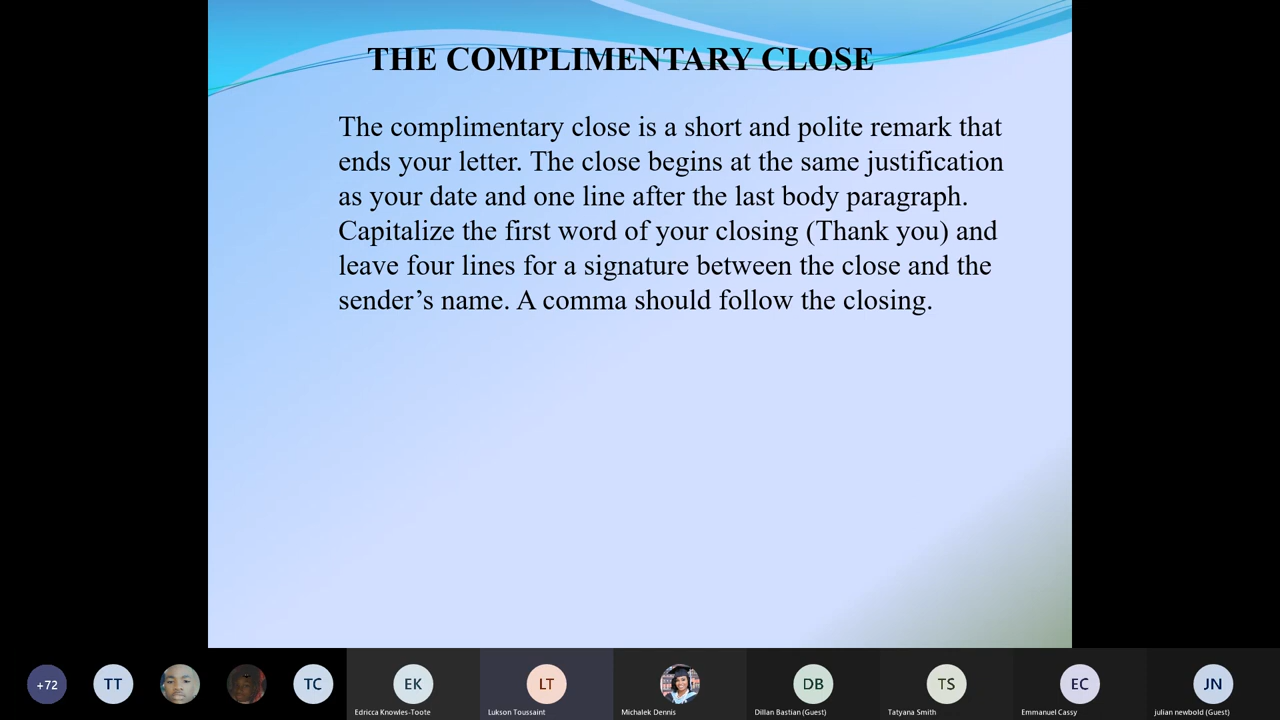 THE COMPLIMENTARY CLOSE
The complimentary close is a short and polite remark that
ends your letter. The close begins at the same justification
as your date and one line after the last body paragraph.
Capitalize the first word of your closing (Thank you) and
leave four lines for a signature between the close and the
sender’s name. A comma should follow the closing.
+72
TT
TC
EK
LT
DB
TS
EC
JN
Edricca Knowles-Toote
Lukson Toussaint
Michalek Dennis
Dillan Bastian (Guest)
Tatyana Smith
Emmanuel Cassy
julian newbold (Guest)